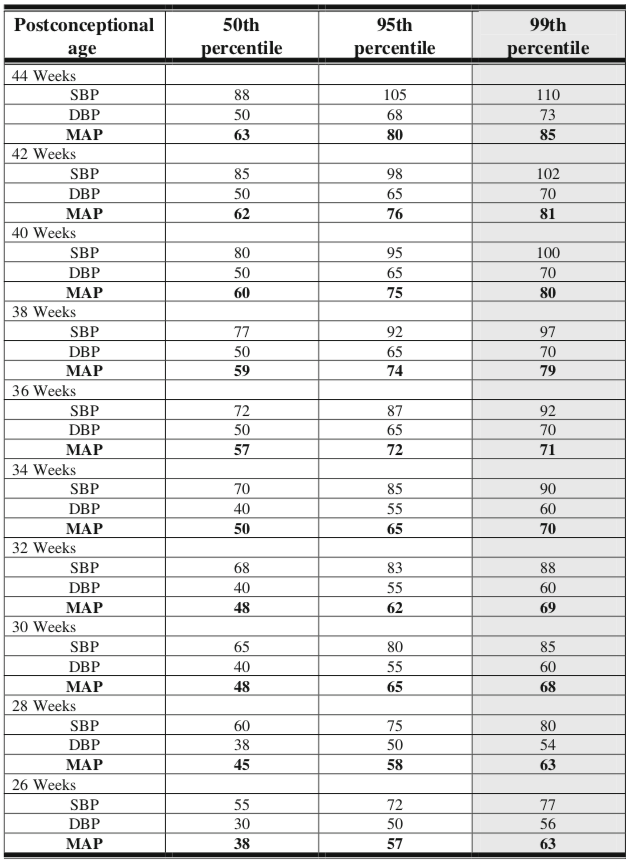 Postconceptional age 50th percentile 95th percentile 99th percentile
44 Weeks
SBP 88 105 110
DBP 50 68 73
MAP 63 80 85
42 Weeks
SBP 85 98 102
DBP 50 65 70
MAP 62 76 81
40 Weeks
SBP 80 95 100
DBP 50 65 70
MAP 60 75 80
38 Weeks
SBP 77 92 97
DBP 50 65 70
MAP 59 74 79
36 Weeks
SBP 72 87 92
DBP 50 65 70
MAP 57 72 71
34 Weeks
SBP 70 85 90
DBP 40 55 60
MAP 50 65 70
32 Weeks
SBP 68 83 88
DBP 40 55 60
MAP 48 62 69
30 Weeks
SBP 65 80 85
DBP 40 55 60
MAP 48 65 68
28 Weeks
SBP 60 75 80
DBP 38 50 54
MAP 45 58 63
26 Weeks
SBP 55 72 77
DBP 30 50 56
MAP 38 57 63